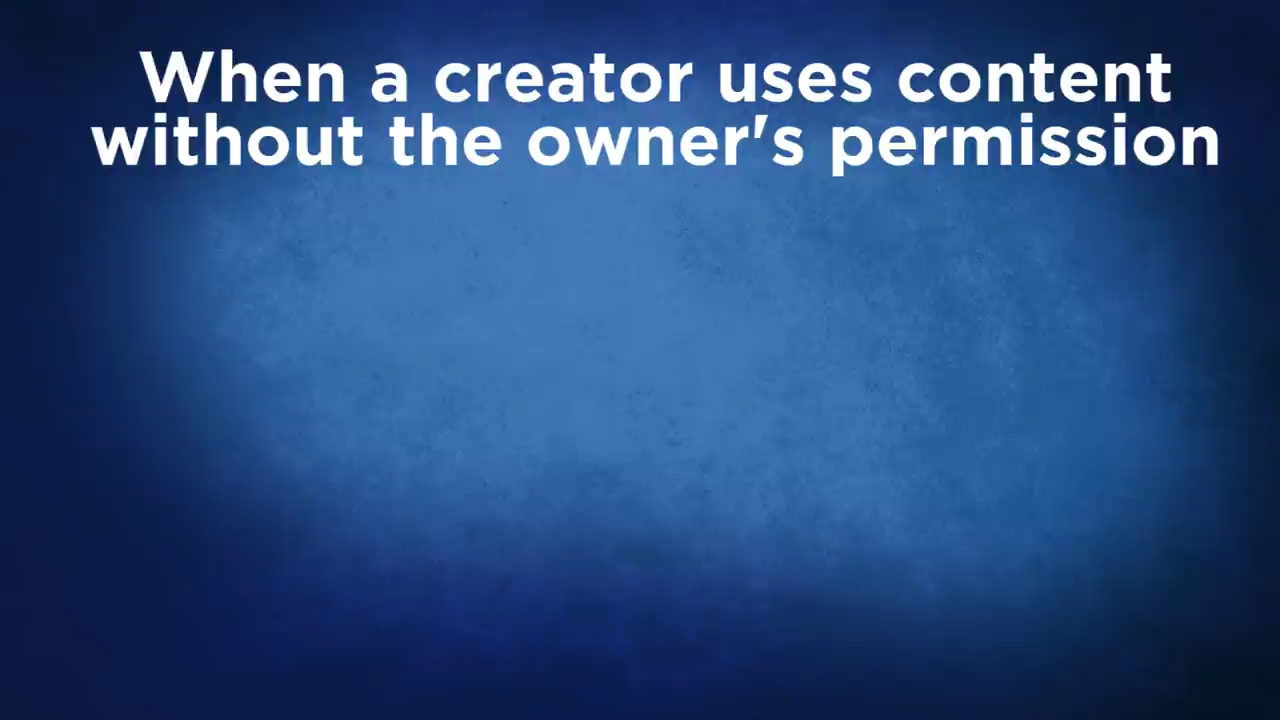 When a creator uses content
without the owner's permission